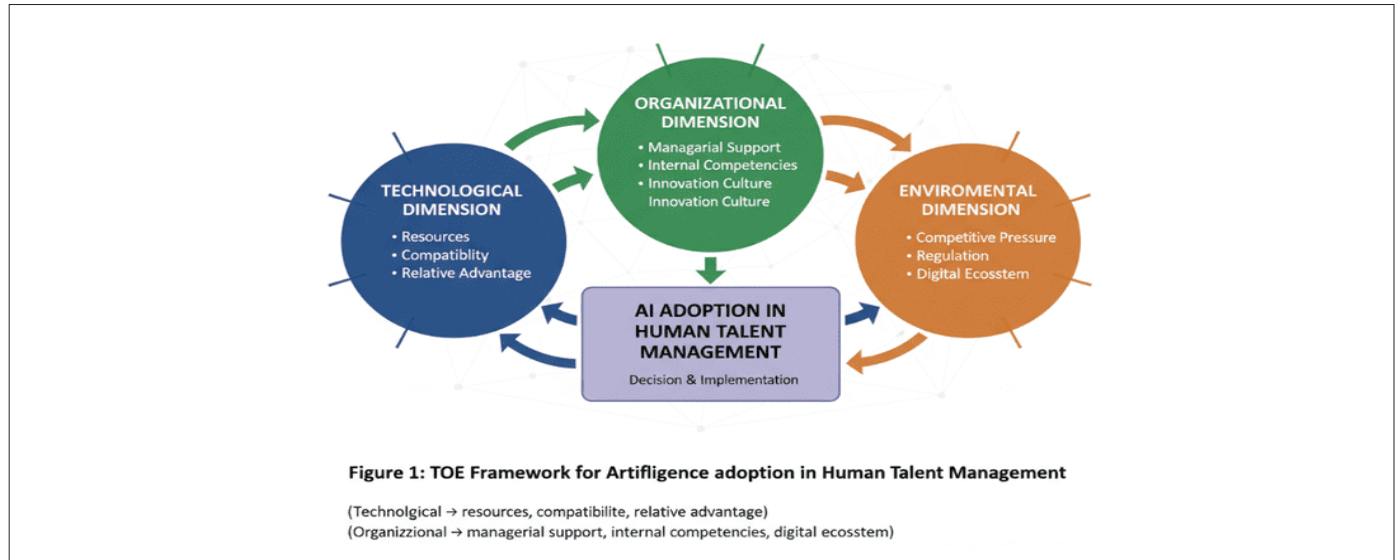 ORGANIZATIONAL
DIMENSION
• Managarial Support
• Internal Competencies
• Innovation Culture
Innovation Culture
TECHNOLOGICAL
DIMENSION
• Resources
• Compatiblity
• Relative Advantage
ENVIROMENTAL
DIMENSION
• Competitive Pressure
• Regulation
• Digital Ecosstem
AI ADOPTION IN
HUMAN TALENT
MANAGEMENT
Decision & Implementation
Figure 1: TOE Framework for Artifligence adoption in Human Talent Management
(Technolgical → resources, compatibilite, relative advantage)
(Organizzional → managerial support, internal competencies, digital ecosstem)